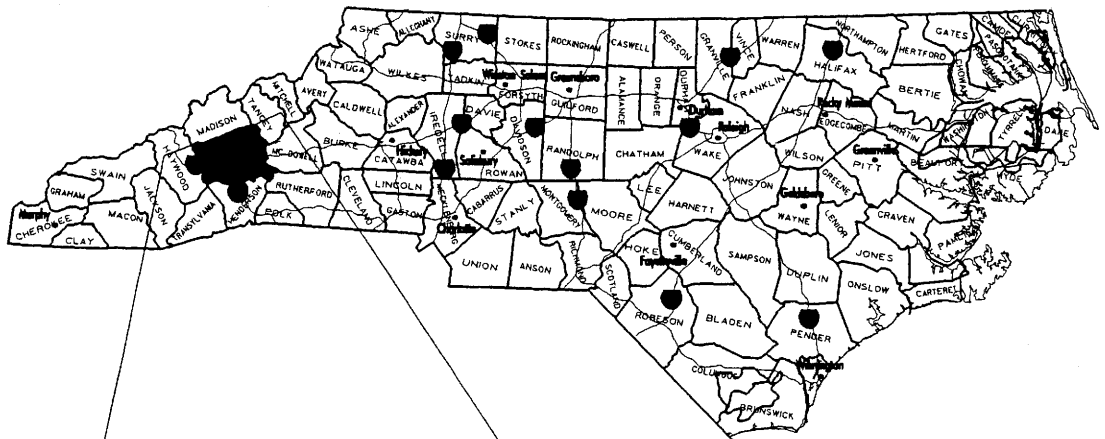 ASHE
ALLEGHANY
SURRY
STOKES
ROCKINGHAM
CASWELL
PERSON
GRANVILLE
VANCE
WARREN
NORTHAMPTON
GATES
HERTFORD
HALIFAX
WATAUGA
WILKES
YADKIN
Winston Salem
Greensboro
FORSYTH
GUILFORD
ALAMANCE
ORANGE
DURHAM
Durham
FRANKLIN
NASH
Rocky Mount
EDGECOMBE
BERTIE
CHOWAN
MARTIN
WASHINGTON
TYRRELL
DARE
MITCHELL
AVERY
YANCEY
MADISON
CALDWELL
ALEXANDER
IREDELL
DAVIE
DAVIDSON
RANDOLPH
CHATHAM
WAKE
Raleigh
WILSON
Greenville
PITT
BEAUFORT
HYDE
HAYWOOD
McDOWELL
BURKE
Hickory
CATAWBA
Salisbury
ROWAN
SWAIN
GRAHAM
JACKSON
MACON
TRANSYLVANIA
HENDERSON
RUTHERFORD
POLK
CLEVELAND
LINCOLN
GASTON
MECKLENBURG
Charlotte
CABARRUS
STANLY
MONTGOMERY
MOORE
LEE
HARNETT
JOHNSTON
Goldsboro
WAYNE
GREENE
LENIOR
CRAVEN
PAMLICO
Murphy
CHEROKEE
CLAY
UNION
ANSON
RICHMOND
SCOTLAND
HOKE
Fayetteville
CUMBERLAND
SAMPSON
DUPLIN
JONES
ONSLOW
CARTERET
ROBESON
BLADEN
PENDER
Wilmington
COLUMBUS
BRUNSWICK